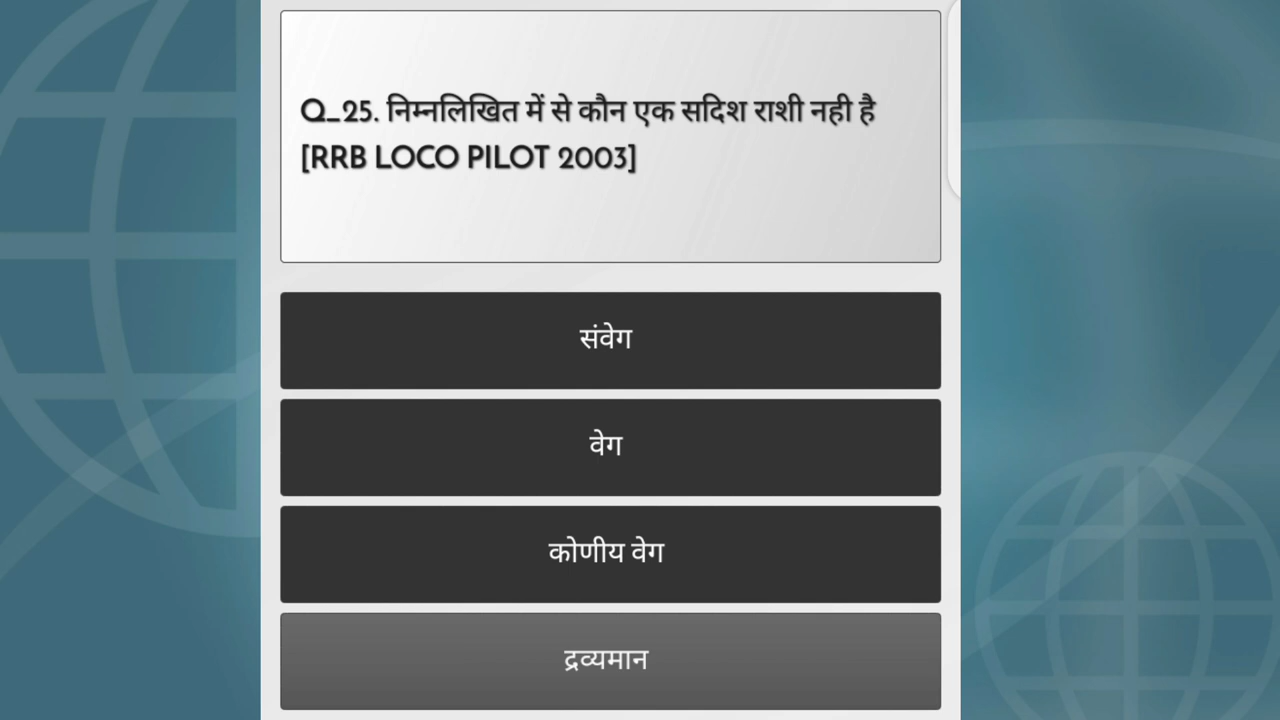 Q_25. निम्नलिखित में से कौन एक सदिश राशी नही है
[RRB LOCO PILOT 2003]
संवेग
वेग
कोणीय वेग
द्रव्यमान